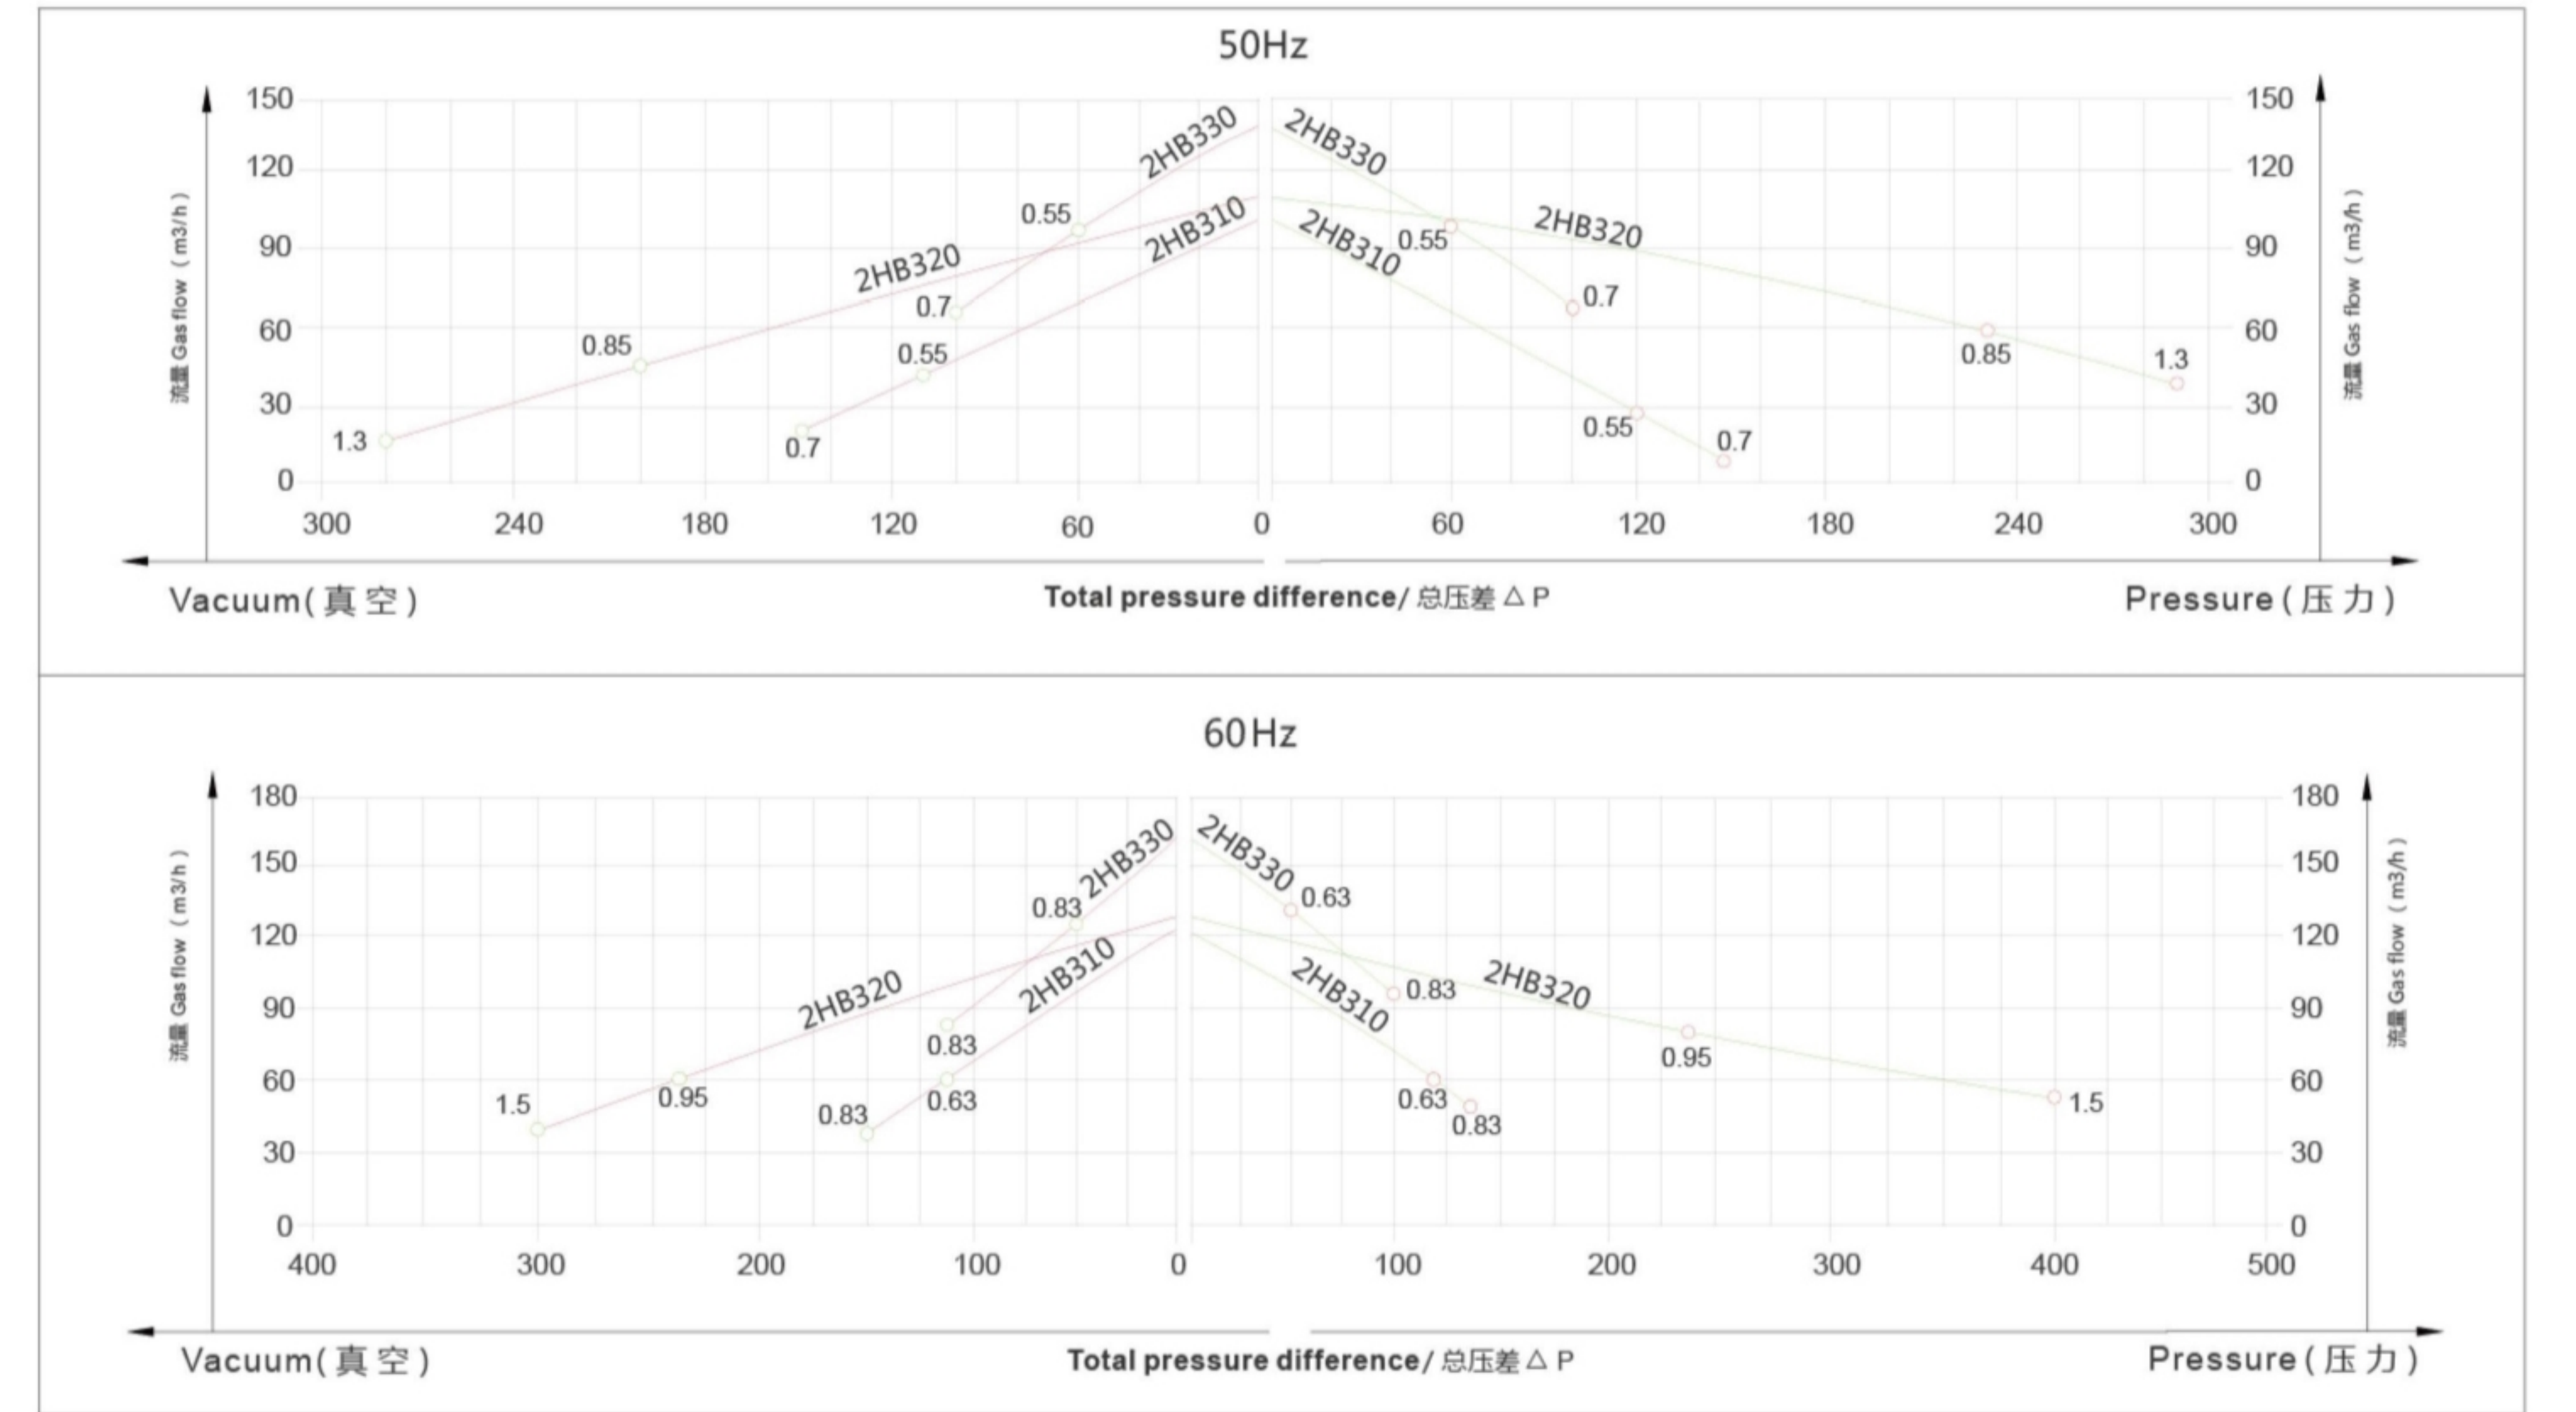 50Hz
150 150
2HB330 2HB330
120 120
0.55 2HB320
2HB310 2HB310 0.55
90 90
2HB320
0.7 0.7
60 60
0.85 0.55 0.85 1.3
30 30
1.3 0.7 0.55 0.7
0 0
流量 Gas flow ( m3/h )
流量 Gas flow ( m3/h )
300 240 180 120 60 0 60 120 180 240 300
Vacuum(真空) Total pressure difference/ 总压差 △ P Pressure(压力)
60Hz
180 180
2HB330 2HB330
150 150
0.83 0.63
120 120
2HB320 2HB310 2HB310 0.83 2HB320
90 90
0.83 0.95
60 60
1.5 0.95 0.83 0.63 0.63 0.83 1.5
30 30
0 0
流量 Gas flow ( m3/h )
流量 Gas flow ( m3/h )
400 300 200 100 0 100 200 300 400 500
Vacuum(真空) Total pressure difference/ 总压差 △ P Pressure(压力)